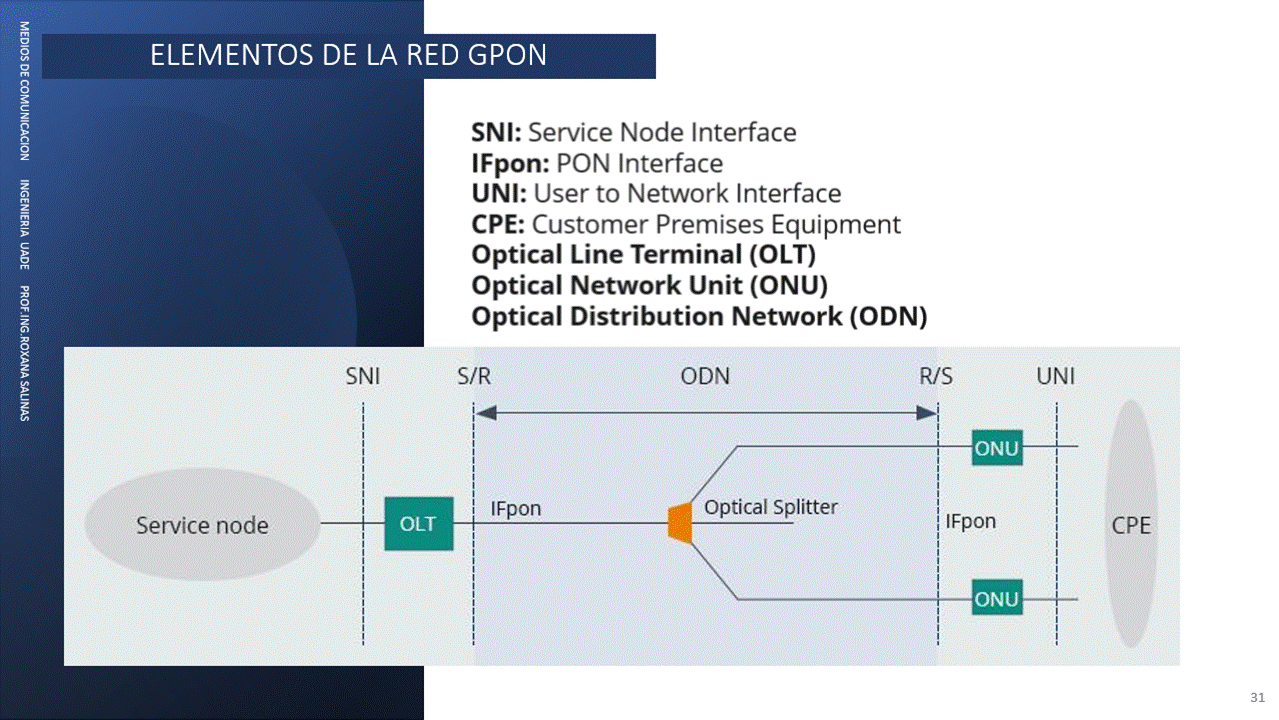 MEDIOS DE COMUNICACION INGENIERIA UADE PROF.ING.ROXANA SALINAS
ELEMENTOS DE LA RED GPON
SNI: Service Node Interface
IFpon: PON Interface
UNI: User to Network Interface
CPE: Customer Premises Equipment
Optical Line Terminal (OLT)
Optical Network Unit (ONU)
Optical Distribution Network (ODN)
SNI S/R ODN R/S UNI
ONU
Service node OLT IFpon Optical Splitter IFpon CPE
ONU
31